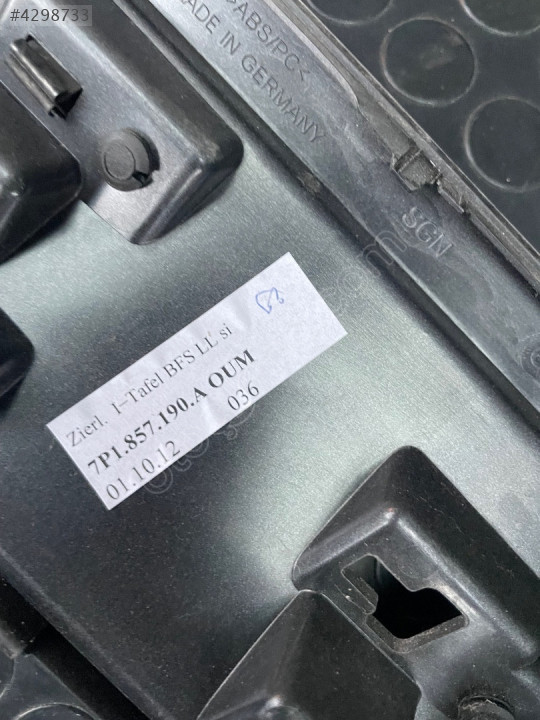 #4298733
>PABS/PC<
MADE IN GERMANY
SGN
Zierl. I-Tafel BFS LL si
7P1.857.190.A OUM
01.10.12 036